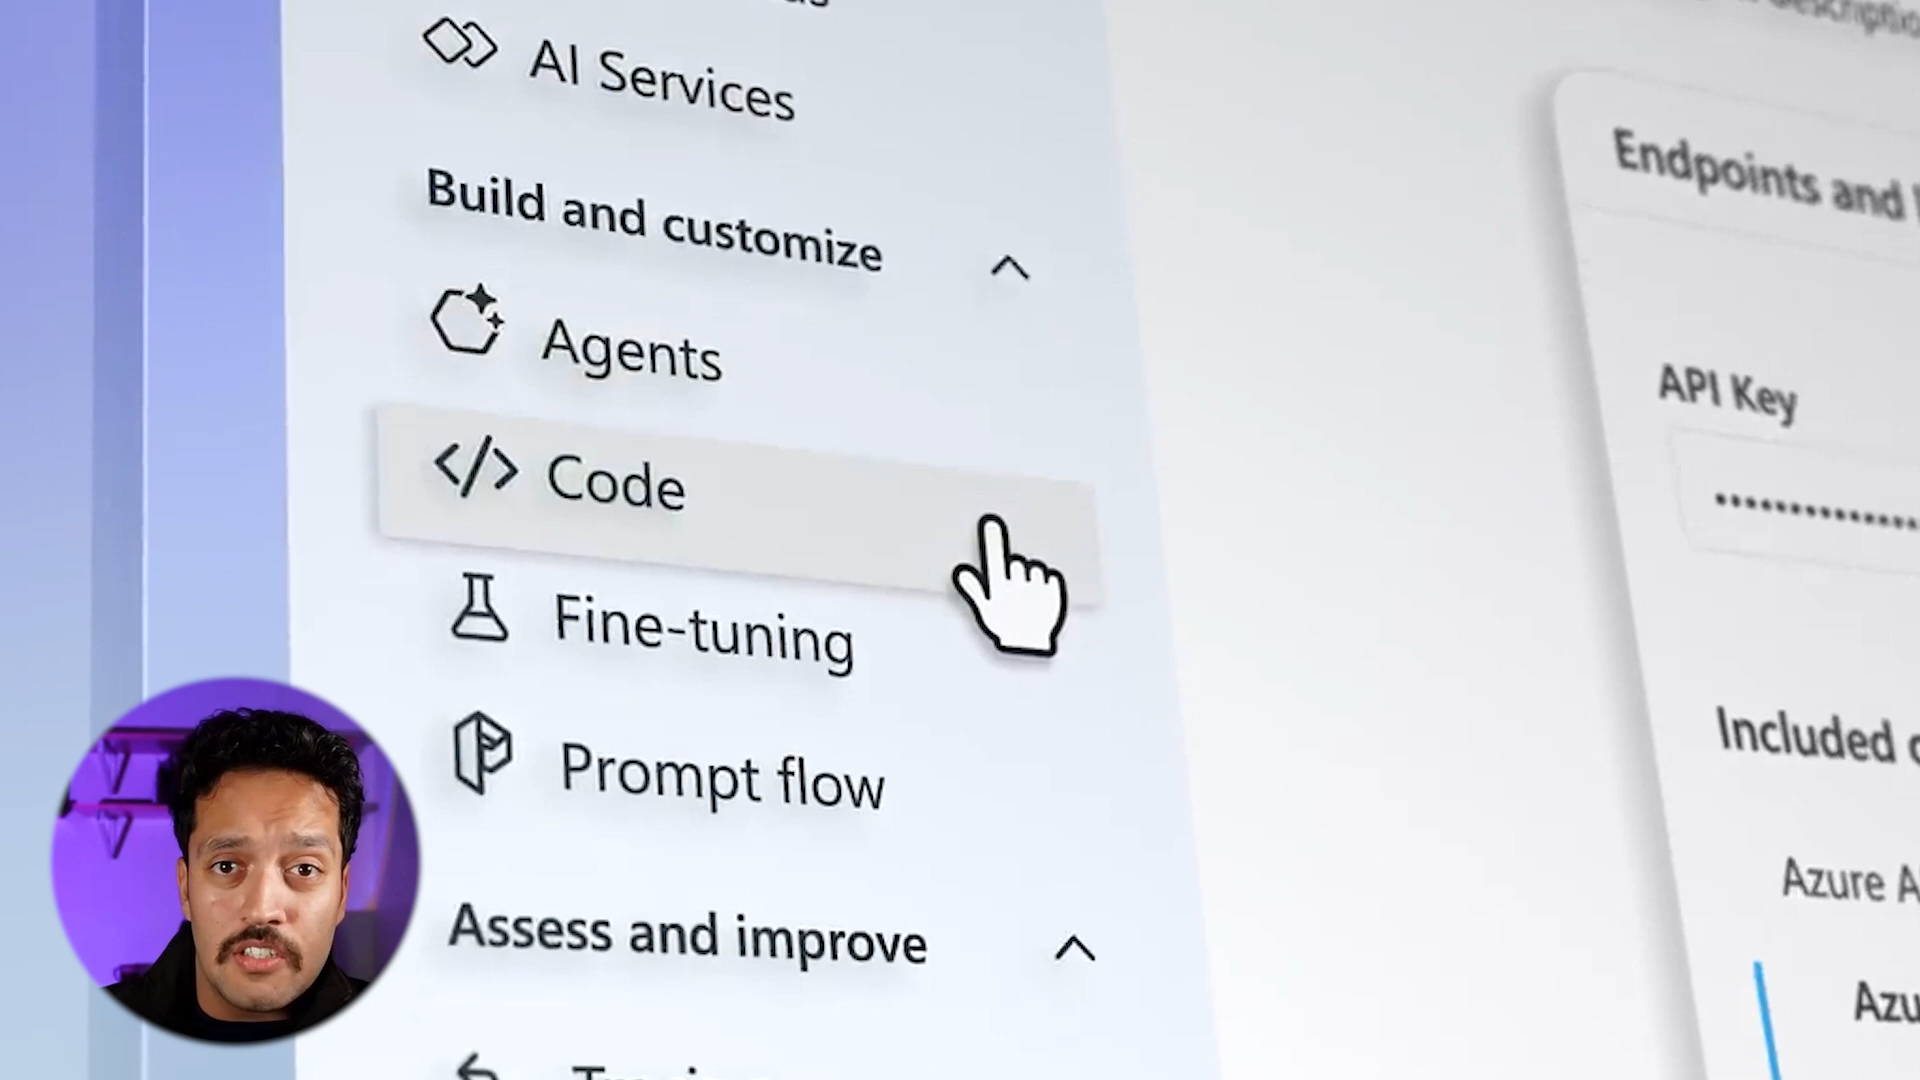 AI Services
Build and customize
Agents
Code
Fine-tuning
Prompt flow
Assess and improve
Endpoints and
API Key
Included
Azure